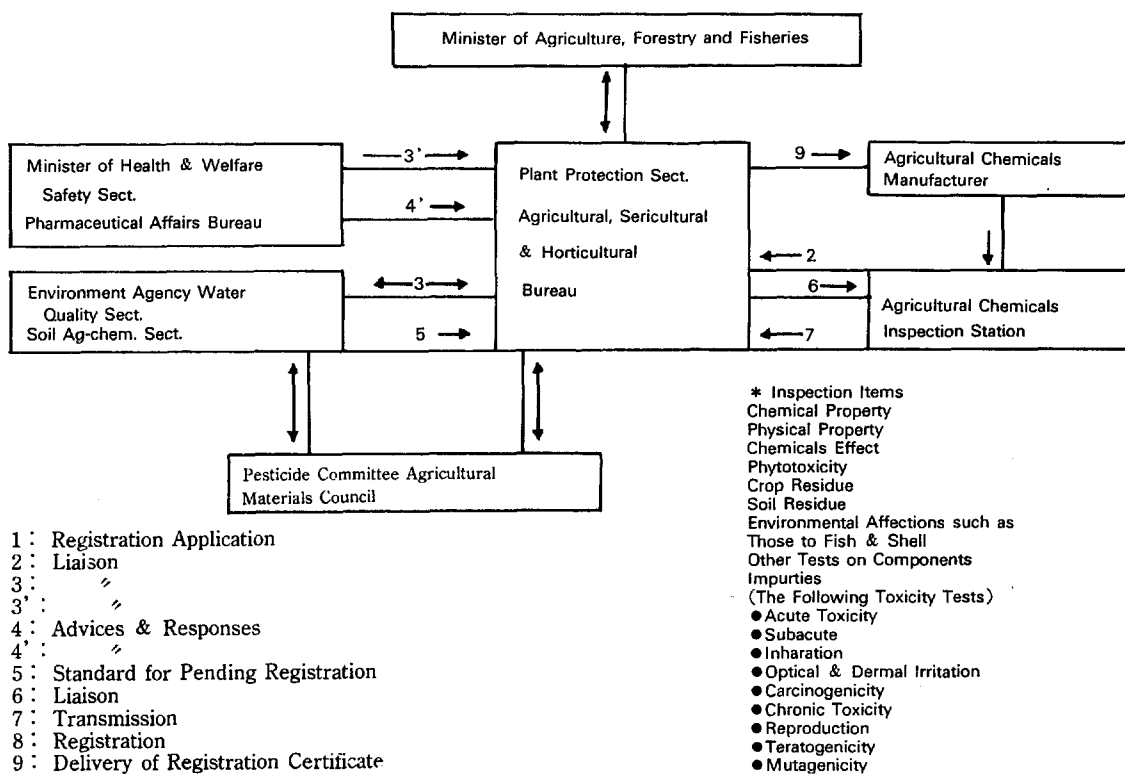 Minister of Agriculture, Forestry and Fisheries
Minister of Health & Welfare
Safety Sect.
Pharmaceutical Affairs Bureau
3'
4'
Plant Protection Sect.
Agricultural, Sericultural
& Horticultural
Bureau
9
Agricultural Chemicals
Manufacturer
Environment Agency Water
Quality Sect.
Soil Ag-chem. Sect.
3
5
2
6
7
Agricultural Chemicals
Inspection Station
Pesticide Committee Agricultural
Materials Council
1 : Registration Application
2 : Liaison
3 : 〃
3' : 〃
4 : Advices & Responses
4' : 〃
5 : Standard for Pending Registration
6 : Liaison
7 : Transmission
8 : Registration
9 : Delivery of Registration Certificate
* Inspection Items
Chemical Property
Physical Property
Chemicals Effect
Phytotoxicity
Crop Residue
Soil Residue
Environmental Affections such as
Those to Fish & Shell
Other Tests on Components
Impurties
(The Following Toxicity Tests)
● Acute Toxicity
● Subacute
● Inharation
● Optical & Dermal Irritation
● Carcinogenicity
● Chronic Toxicity
● Reproduction
● Teratogenicity
● Mutagenicity